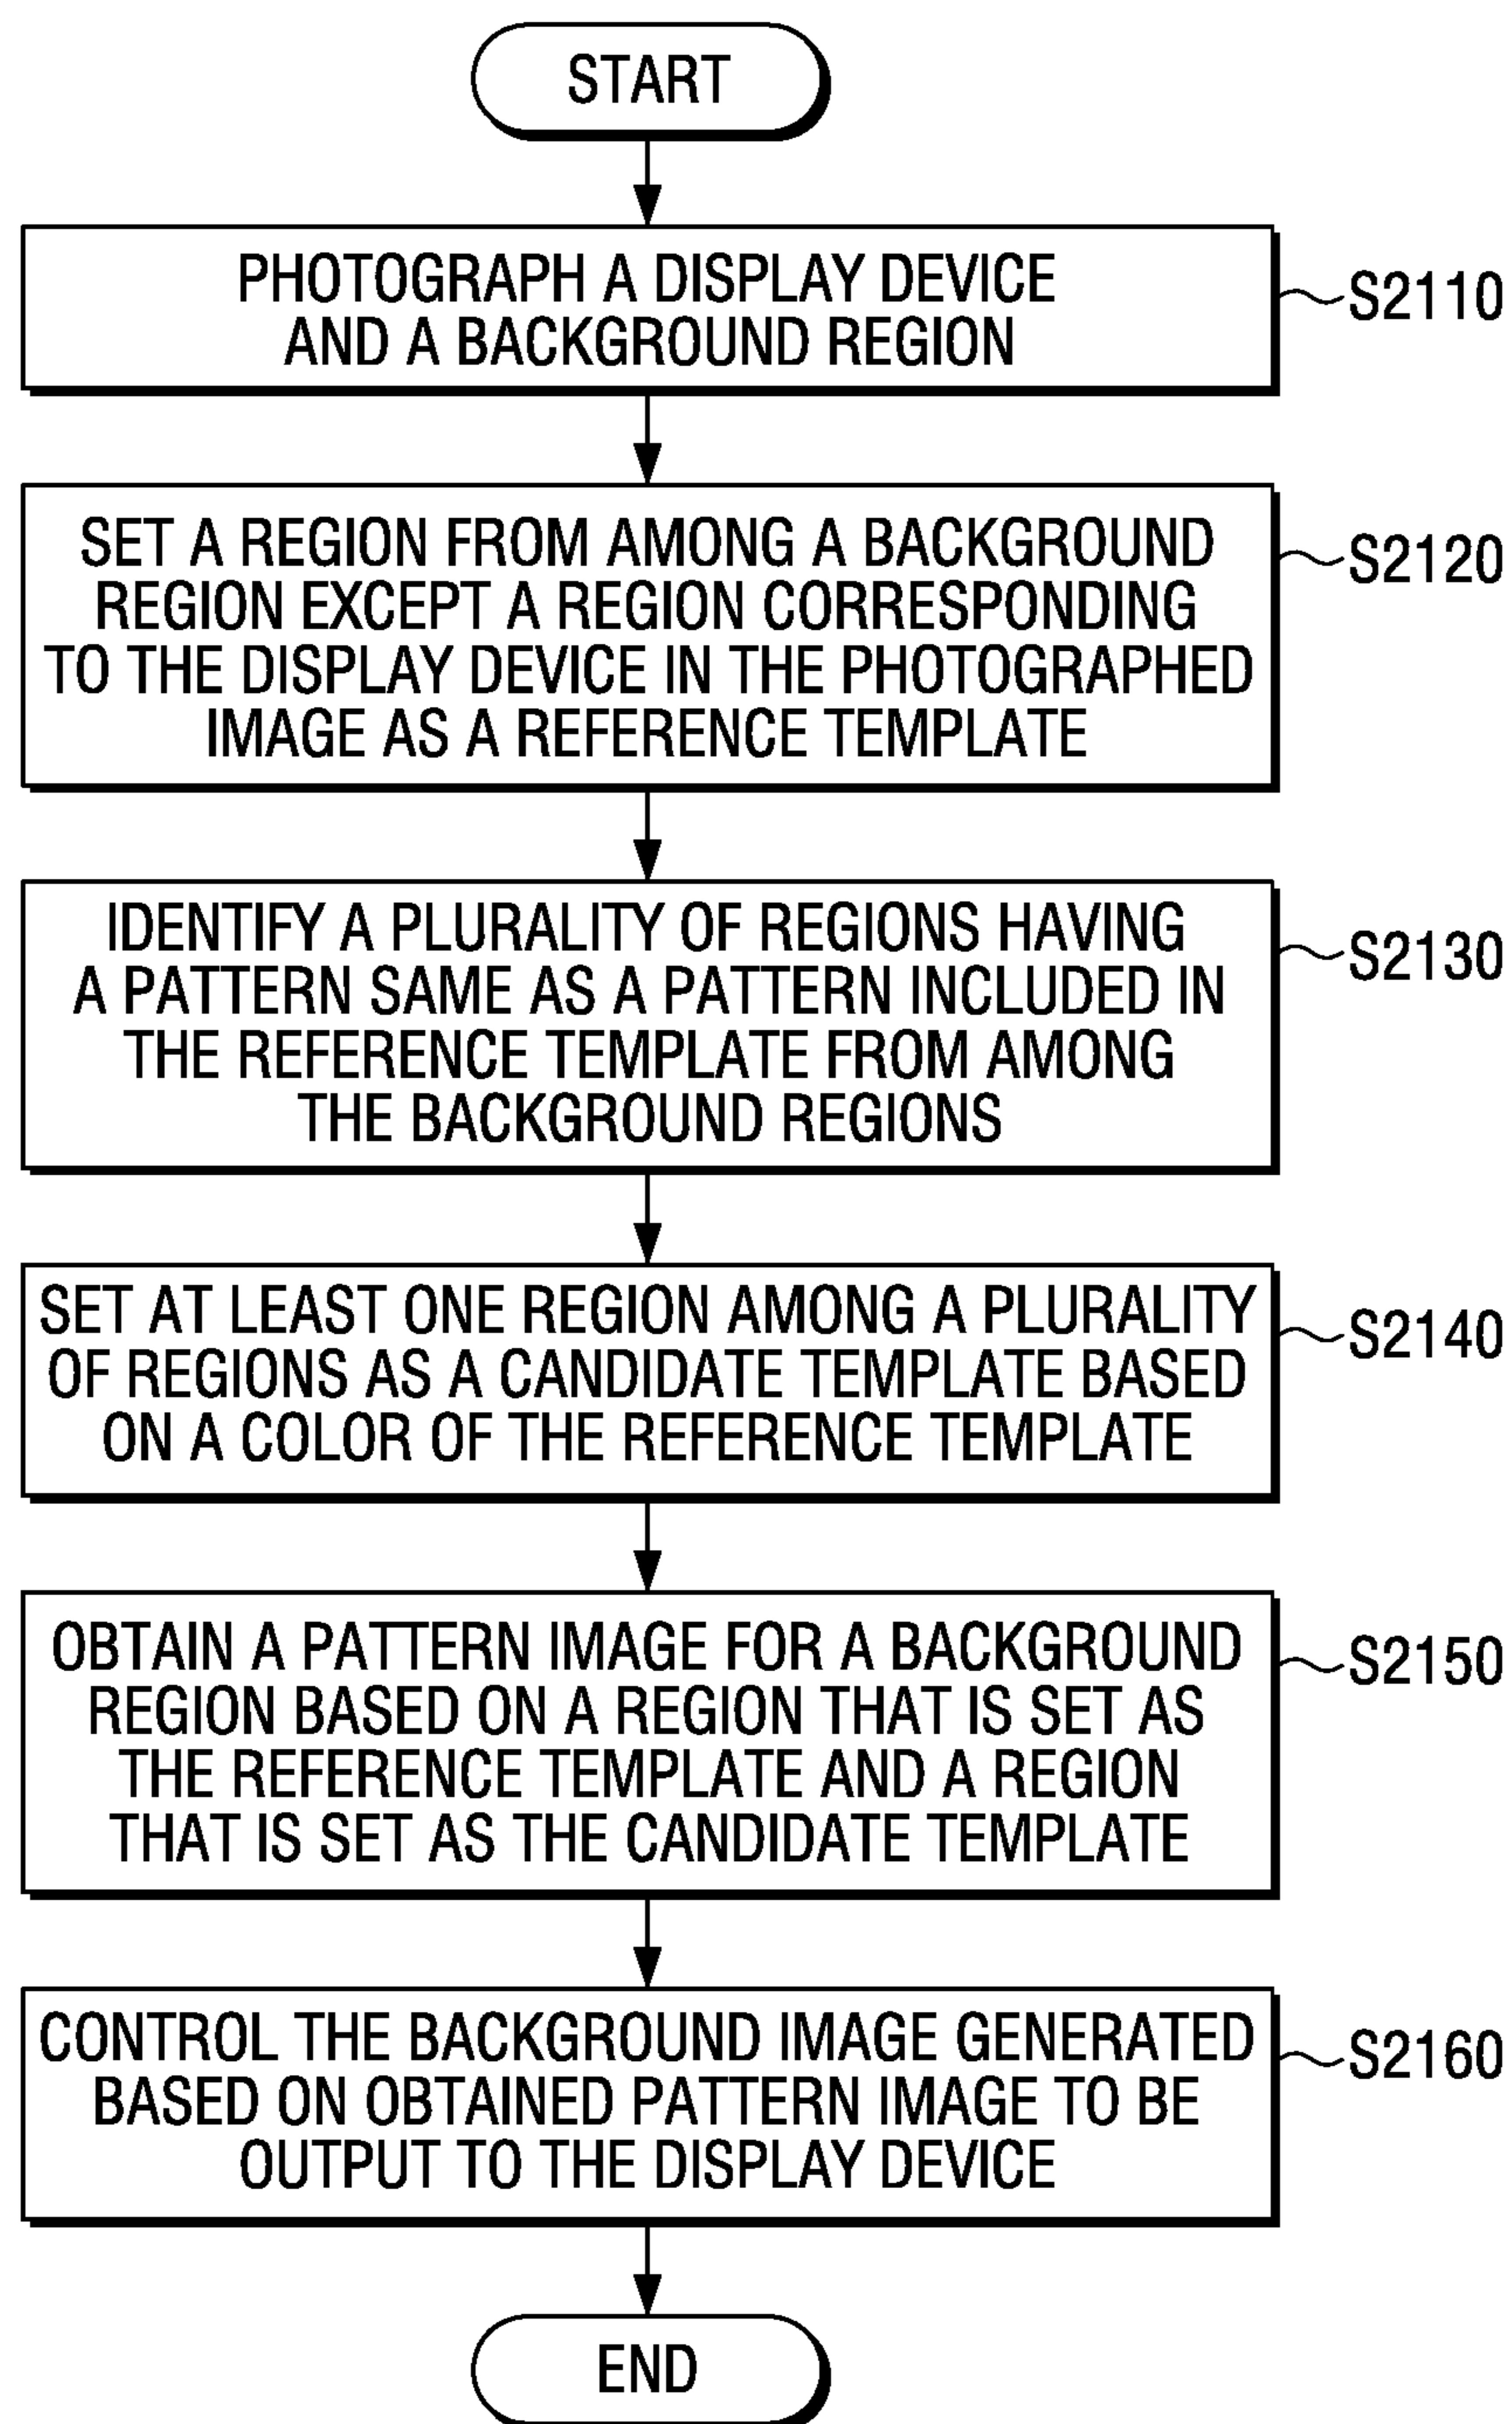 START
PHOTOGRAPH A DISPLAY DEVICE
AND A BACKGROUND REGION
S2110
SET A REGION FROM AMONG A BACKGROUND
REGION EXCEPT A REGION CORRESPONDING
TO THE DISPLAY DEVICE IN THE PHOTOGRAPHED
IMAGE AS A REFERENCE TEMPLATE
S2120
IDENTIFY A PLURALITY OF REGIONS HAVING
A PATTERN SAME AS A PATTERN INCLUDED IN
THE REFERENCE TEMPLATE FROM AMONG
THE BACKGROUND REGIONS
S2130
SET AT LEAST ONE REGION AMONG A PLURALITY
OF REGIONS AS A CANDIDATE TEMPLATE BASED
ON A COLOR OF THE REFERENCE TEMPLATE
S2140
OBTAIN A PATTERN IMAGE FOR A BACKGROUND
REGION BASED ON A REGION THAT IS SET AS
THE REFERENCE TEMPLATE AND A REGION
THAT IS SET AS THE CANDIDATE TEMPLATE
S2150
CONTROL THE BACKGROUND IMAGE GENERATED
BASED ON OBTAINED PATTERN IMAGE TO BE
OUTPUT TO THE DISPLAY DEVICE
S2160
END